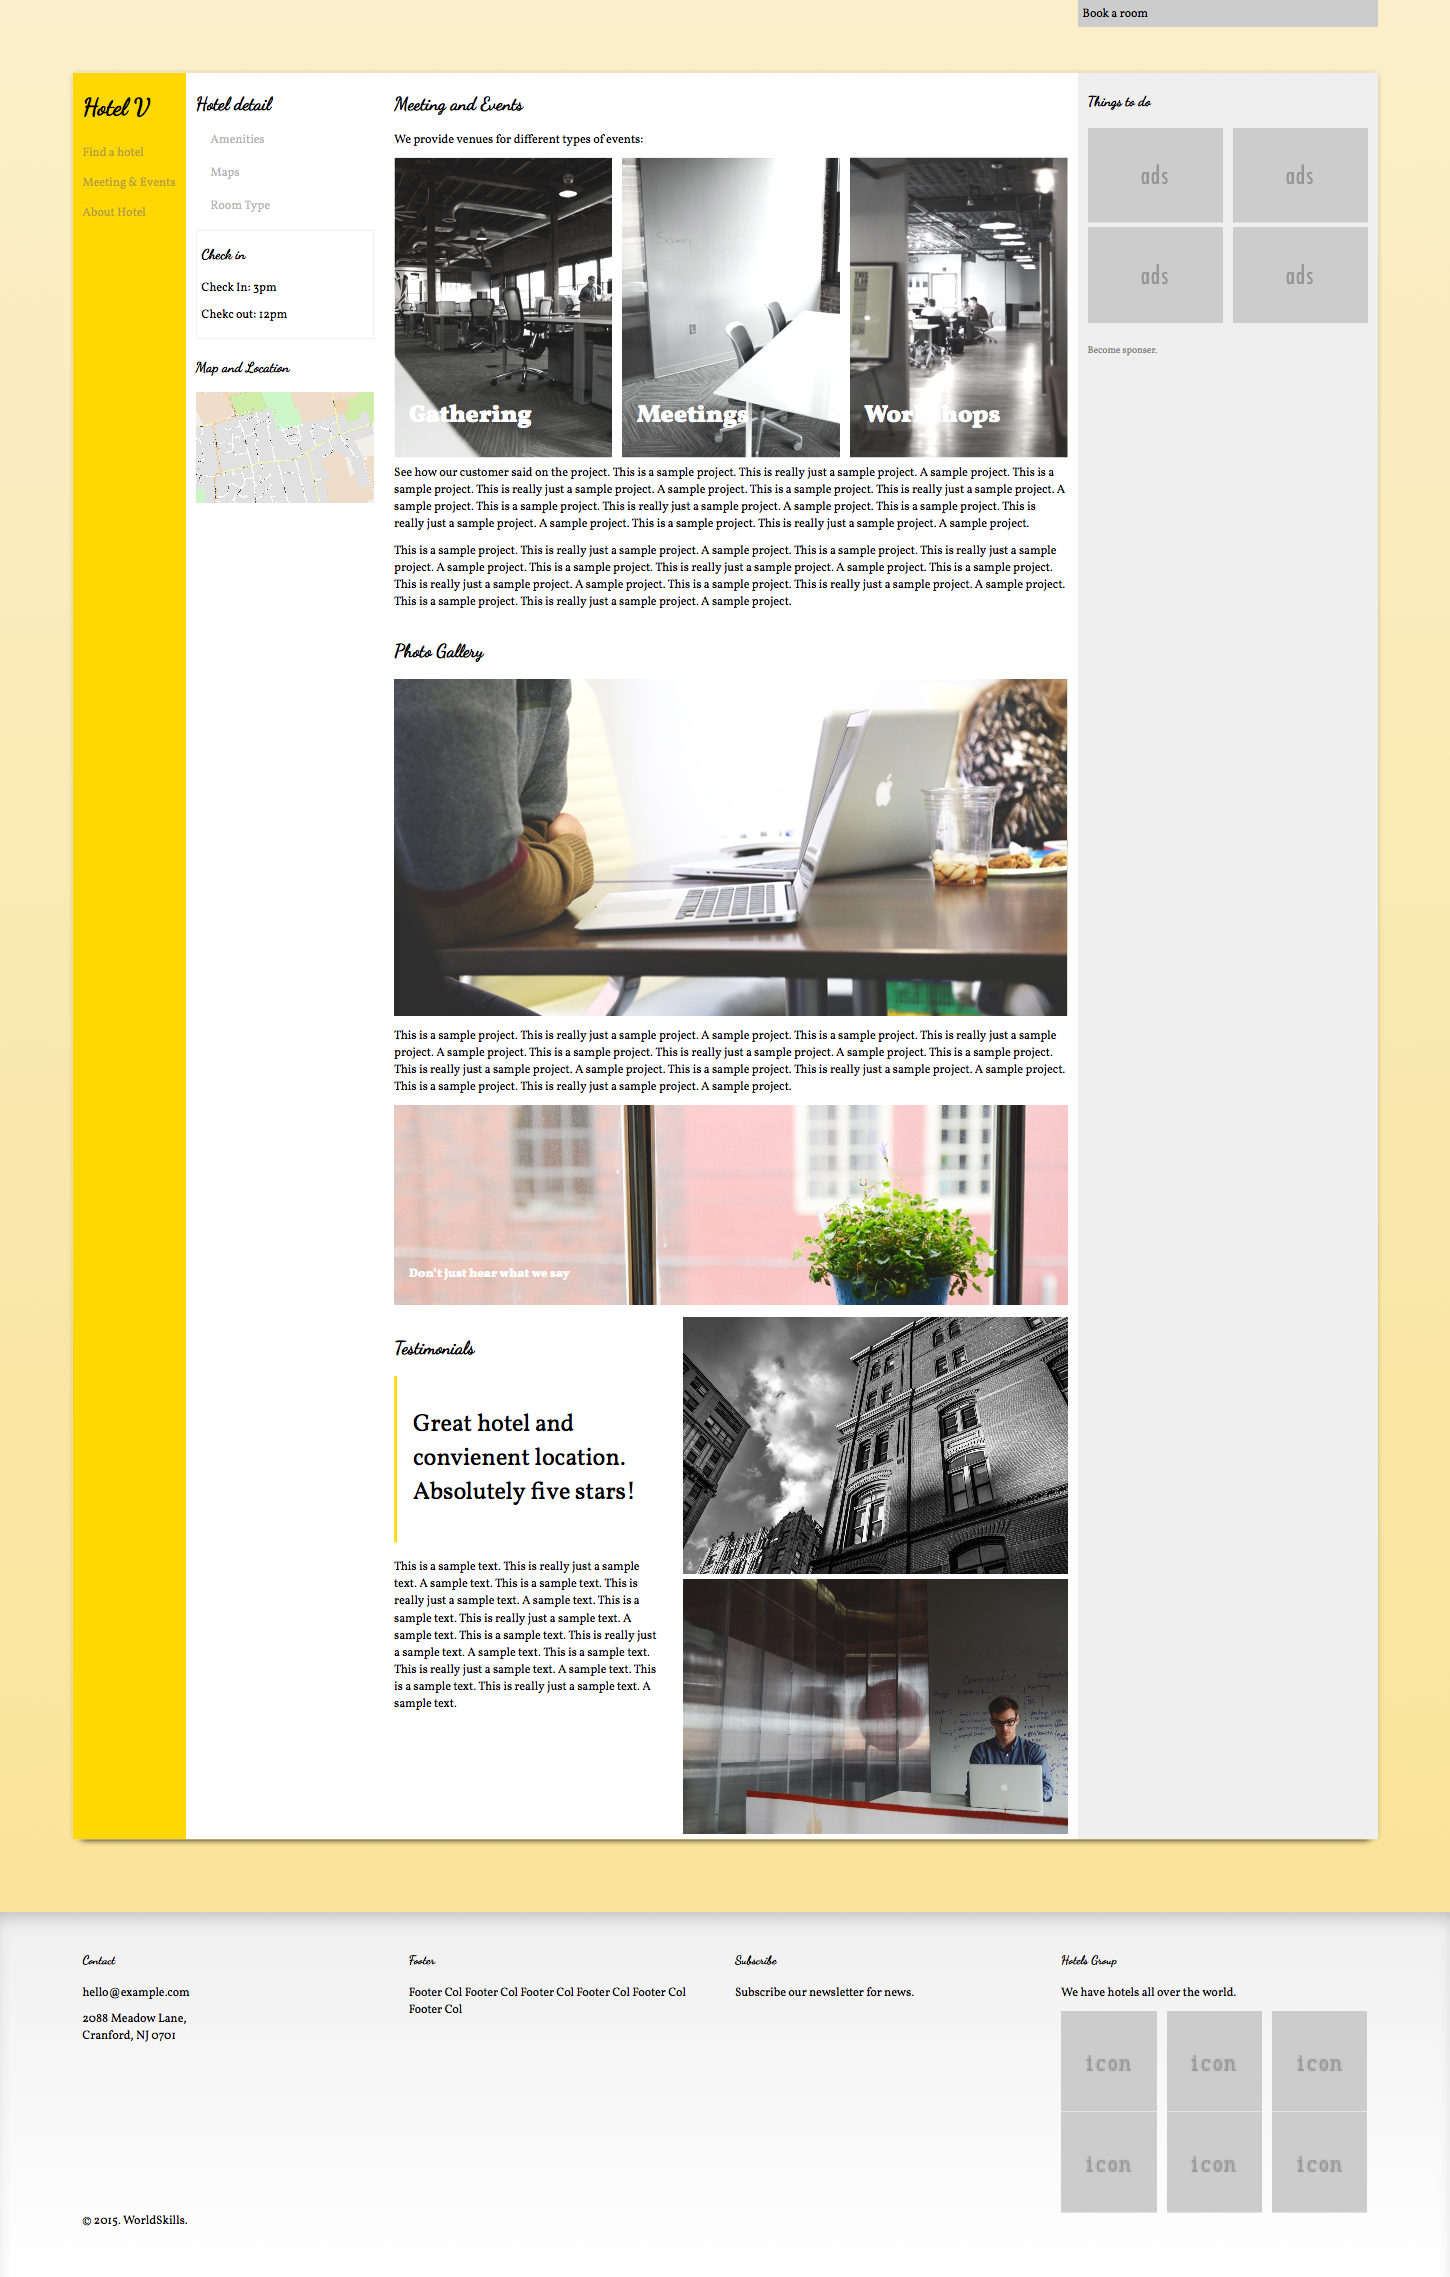 Book a room
Hotel V
Find a hotel
Meeting & Events
About Hotel
Hotel detail
Amenities
Maps
Room Type
Check in
Check In: 3pm
Chekc out: 12pm
Map and Location
Meeting and Events
We provide venues for different types of events:
Gathering
Meetings
Workshops
See how our customer said on the project. This is a sample project. This is really just a sample project. A sample project. This is a
sample project. This is really just a sample project. A sample project. This is a sample project. This is really just a sample project. A
sample project. This is a sample project. This is really just a sample project. A sample project. This is a sample project. This is
really just a sample project. A sample project. This is a sample project. This is really just a sample project. A sample project.
This is a sample project. This is really just a sample project. A sample project. This is a sample project. This is really just a sample
project. A sample project. This is a sample project. This is really just a sample project. A sample project. This is a sample project.
This is really just a sample project. A sample project. This is a sample project. This is really just a sample project. A sample project.
This is a sample project. This is really just a sample project. A sample project.
Photo Gallery
This is a sample project. This is really just a sample project. A sample project. This is a sample project. This is really just a sample
project. A sample project. This is a sample project. This is really just a sample project. A sample project. This is a sample project.
This is really just a sample project. A sample project. This is a sample project. This is really just a sample project. A sample project.
This is a sample project. This is really just a sample project. A sample project.
Don't just hear what we say
Testimonials
Great hotel and
convienent location.
Absolutely five stars!
This is a sample text. This is really just a sample
text. A sample text. This is a sample text. This is
really just a sample text. A sample text. This is a
sample text. This is really just a sample text. A
sample text. This is a sample text. This is really just
a sample text. A sample text. This is a sample text.
This is really just a sample text. A sample text. This
is a sample text. This is really just a sample text. A
sample text.
Things to do
ads
ads
ads
ads
Become sponser.
Contact
hello@example.com
2088 Meadow Lane,
Cranford, NJ 0701
Footer
Footer Col Footer Col Footer Col Footer Col Footer Col
Footer Col
Subscribe
Subscribe our newsletter for news.
Hotels Group
We have hotels all over the world.
icon
icon
icon
icon
icon
icon
© 2015. WorldSkills.